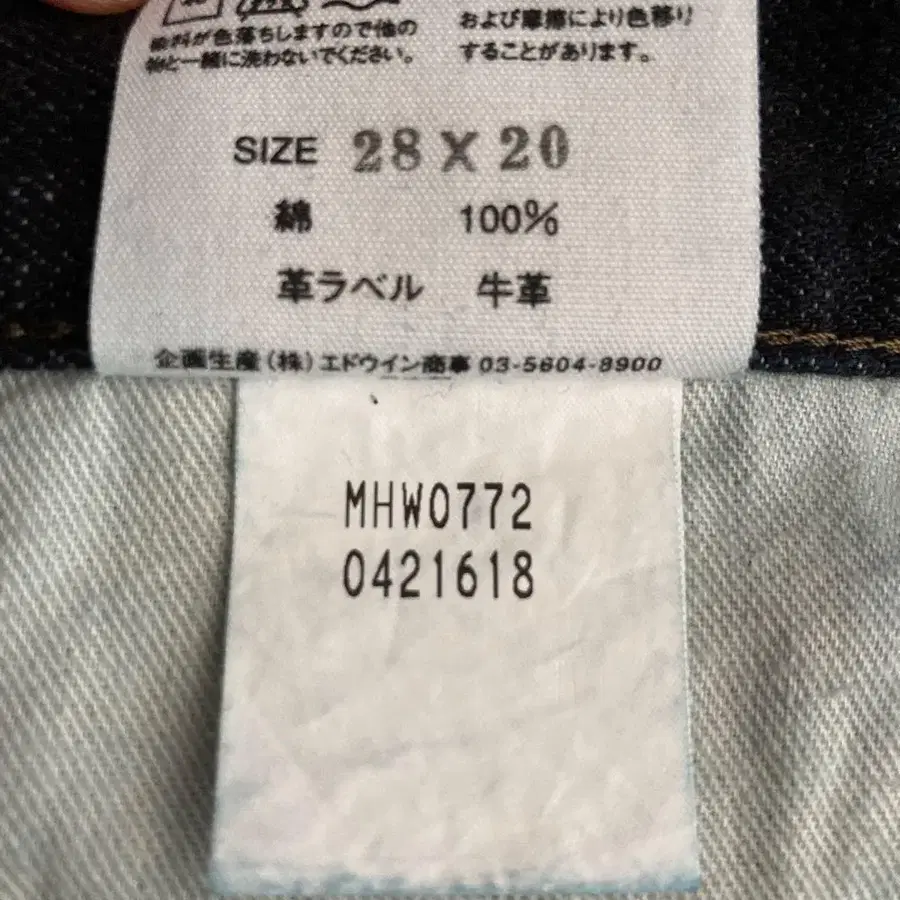 染料が色落ちしますので他の
物と一緒に洗わないでください。
および摩擦により色移り
することがあります。
SIZE 28 X 20
綿 100%
革ラベル 牛革
企画生産(株)エドウイン商事 03-5604-8900
MHW0772
0421618